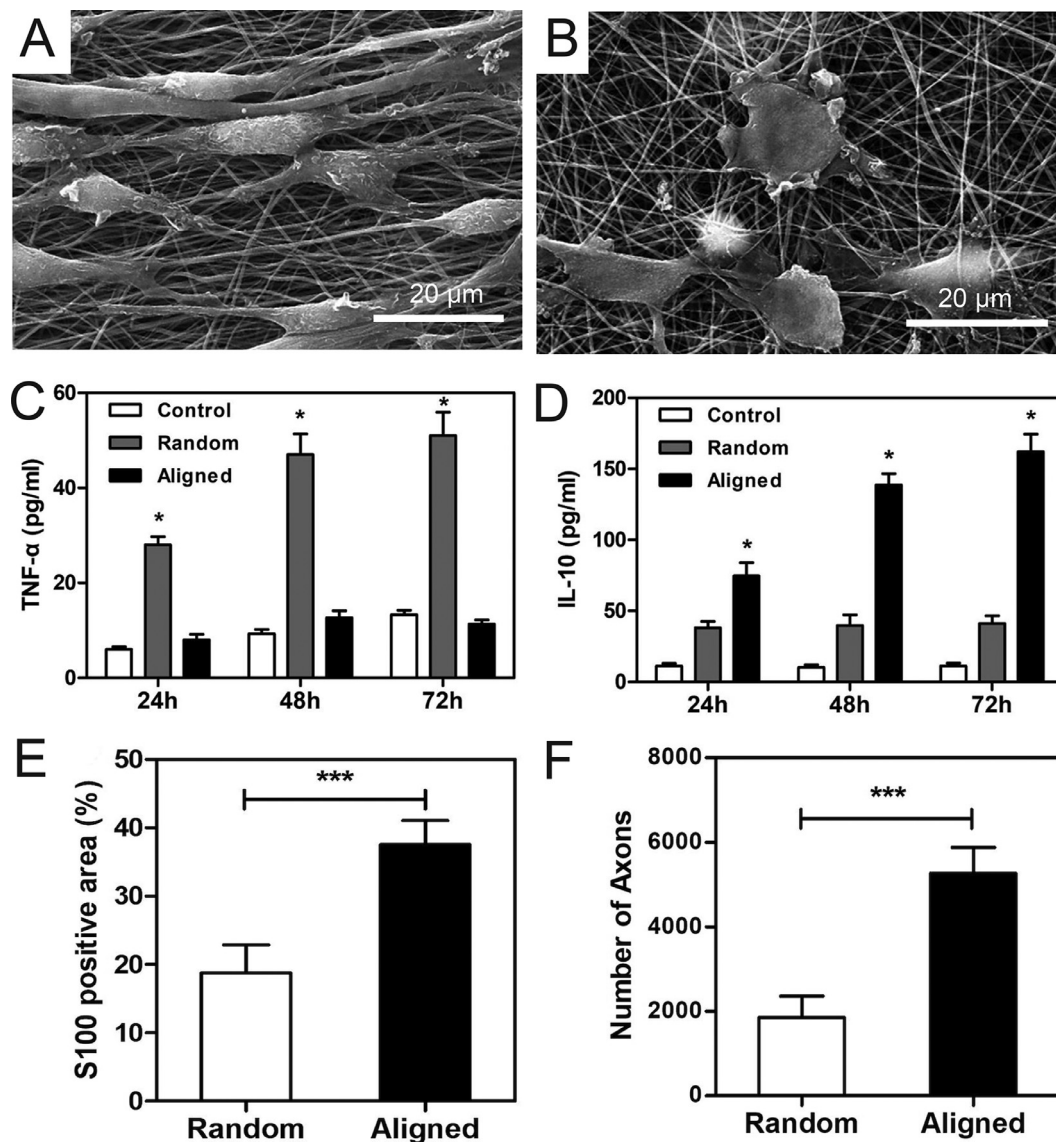 A
20 μm
B
20 μm
C
TNF-α (pg/ml)
60
40
20
0
Control
Random
Aligned
*
*
*
24h
48h
72h
D
IL-10 (pg/ml)
200
150
100
50
0
Control
Random
Aligned
*
*
*
24h
48h
72h
E
S100 positive area (%)
50
40
30
20
10
0
***
Random
Aligned
F
Number of Axons
8000
6000
4000
2000
0
***
Random
Aligned